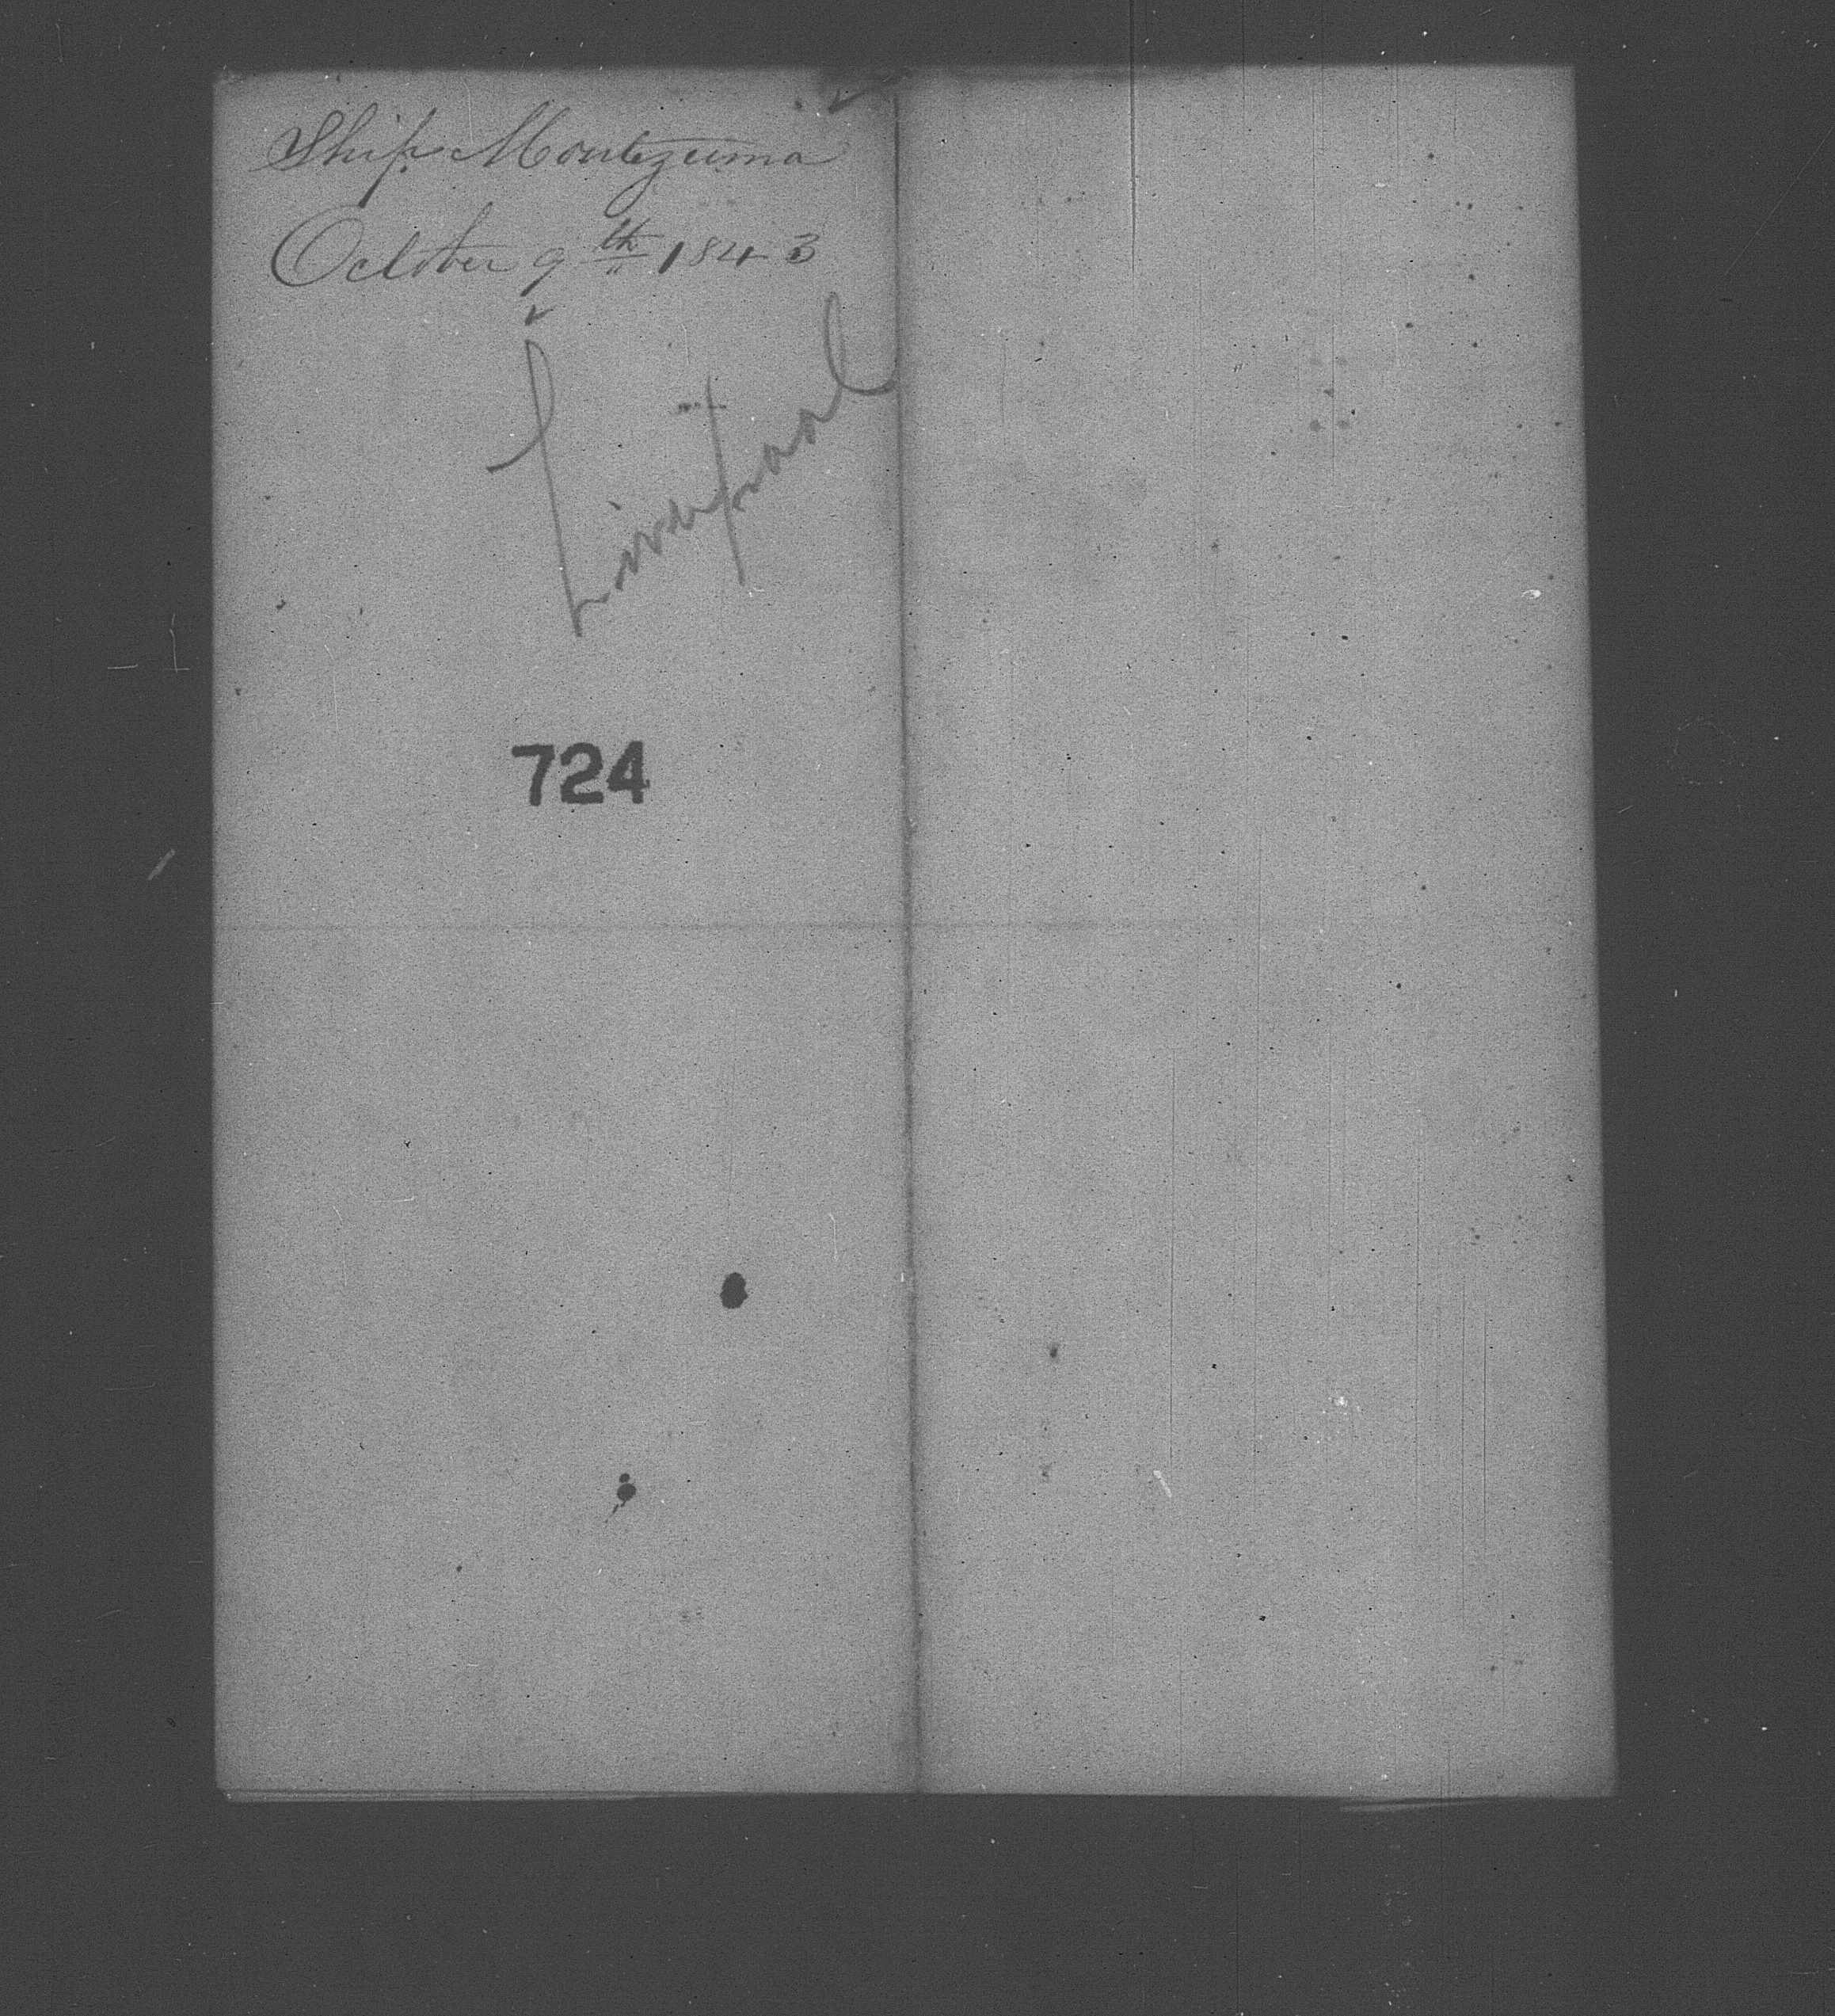 Ship Montezuma
October 9th 1843
Liverpool
724